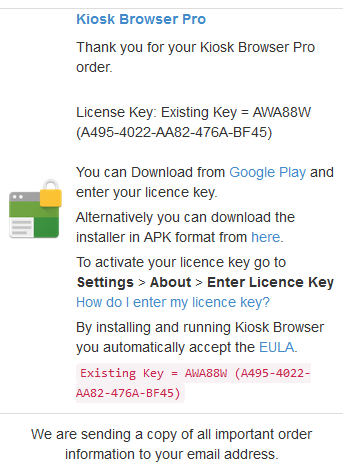 Kiosk Browser Pro
Thank you for your Kiosk Browser Pro
order.
License Key: Existing Key = AWA88W
(A495-4022-AA82-476A-BF45)
You can Download from Google Play and
enter your licence key.
Alternatively you can download the
installer in APK format from here.
To activate your licence key go to
Settings > About > Enter Licence Key
How do I enter my licence key?
By installing and running Kiosk Browser
you automatically accept the EULA.
Existing Key = AWA88W (A495-4022-
AA82-476A-BF45)
We are sending a copy of all important order
information to your email address.